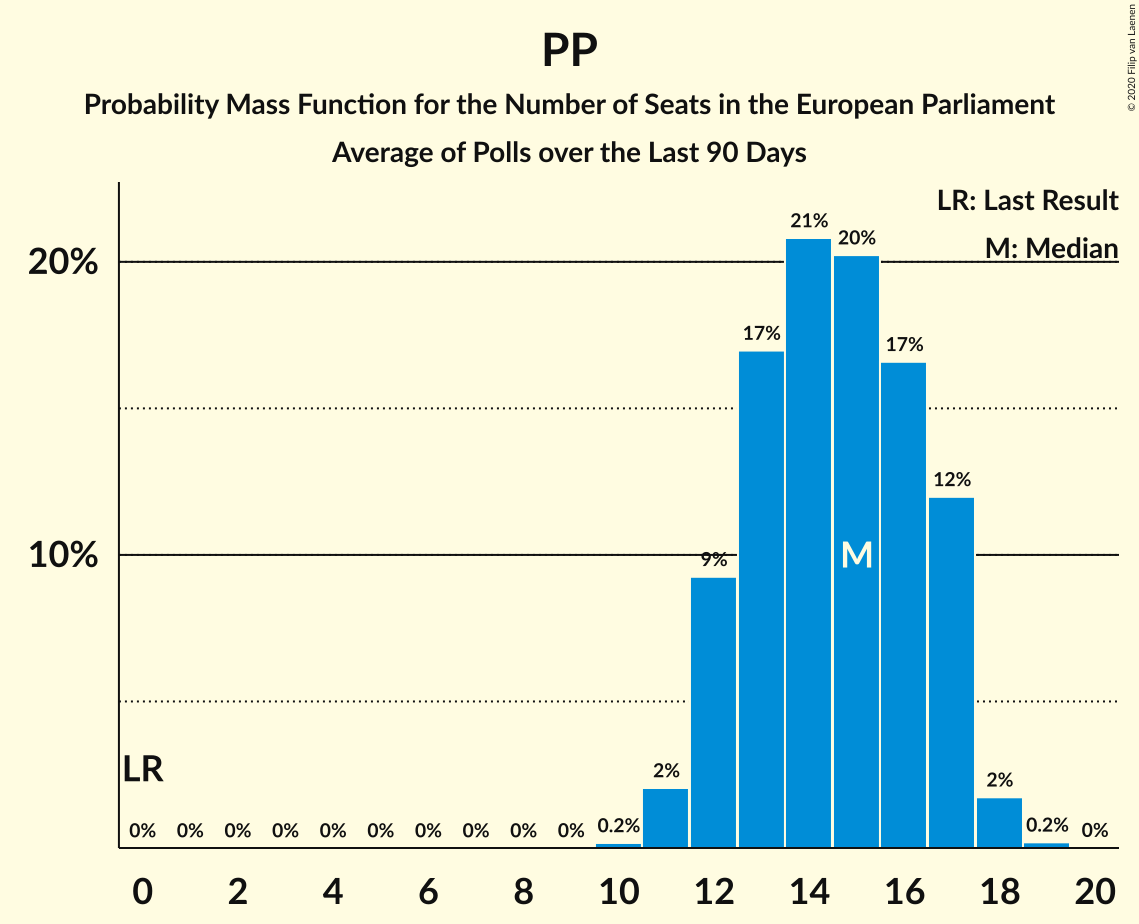 PP
Probability Mass Function for the Number of Seats in the European Parliament
Average of Polls over the Last 90 Days
© 2020 Filip van Laenen
LR: Last Result
M: Median
20%
10%
LR
M
0% 0% 0% 0% 0% 0% 0% 0% 0% 0% 0.2% 2% 9% 17% 21% 20% 17% 12% 2% 0.2% 0%
0 2 4 6 8 10 12 14 16 18 20